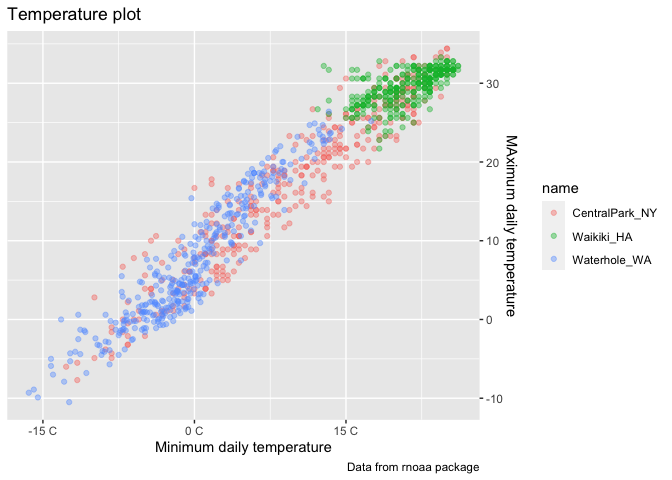 Temperature plot
30
20
10
0
-10
MAximum daily temperature
-15 C
0 C
15 C
Minimum daily temperature
Data from rnoaa package
name
CentralPark_NY
Waikiki_HA
Waterhole_WA